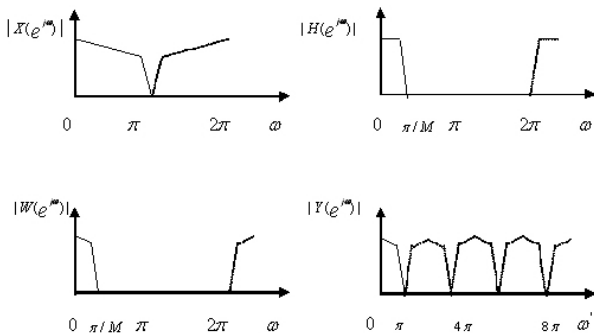 |X(e^{jω})|
0 π 2π ω
|H(e^{jω})|
0 π/M π 2π ω
|W(e^{jω})|
0 π/M π 2π ω
|Y(e^{jω})|
0 π 4π 8π ω'